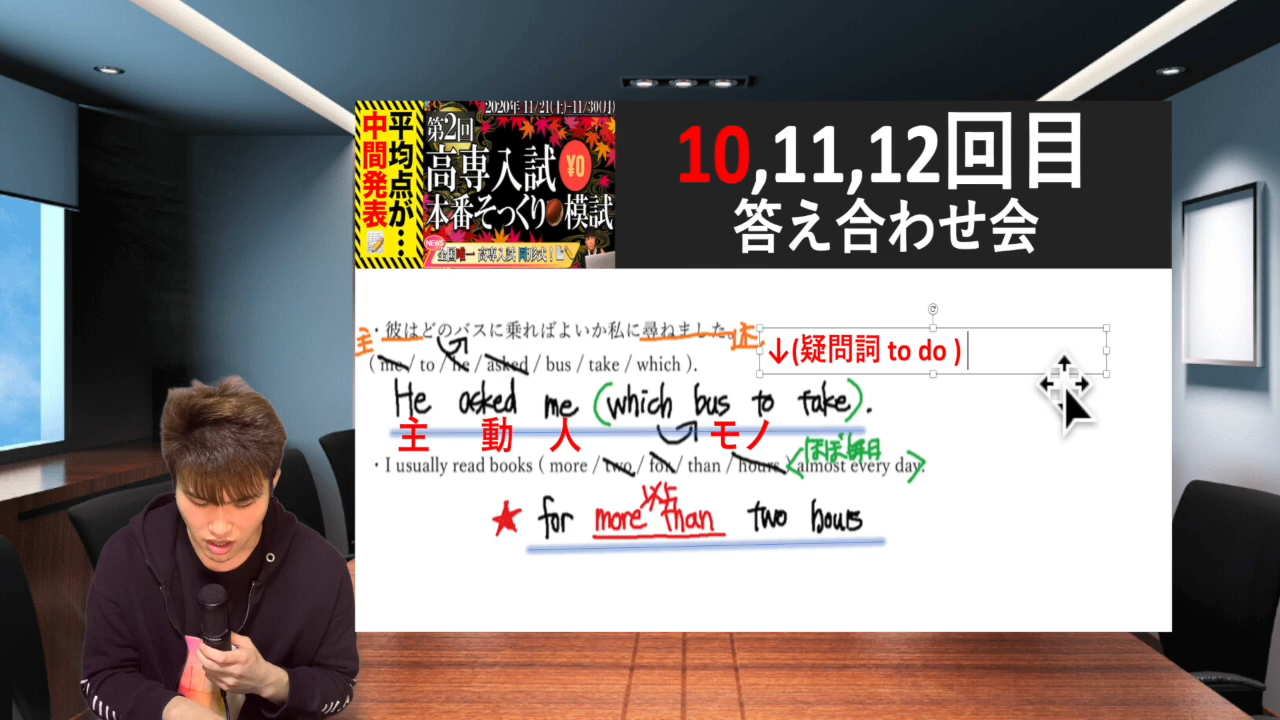 平均点が…
中間発表
2020年 11/21(土)~11/30(月)
第2回
高専入試
¥0
本番そっくり
模試
NEWS
全国唯一 高専入試 同形式!
10,11,12回目
答え合わせ会
・彼はどのバスに乗ればよいか私に尋ねました。
主
( me / to / he / asked / bus / take / which ).
↓(疑問詞 to do )
He asked me (which bus to take).
主 動 人 モノ
ほぼ毎日
・I usually read books ( more / two / for / than / hours ) almost every day.
以上
★ for more than two hours